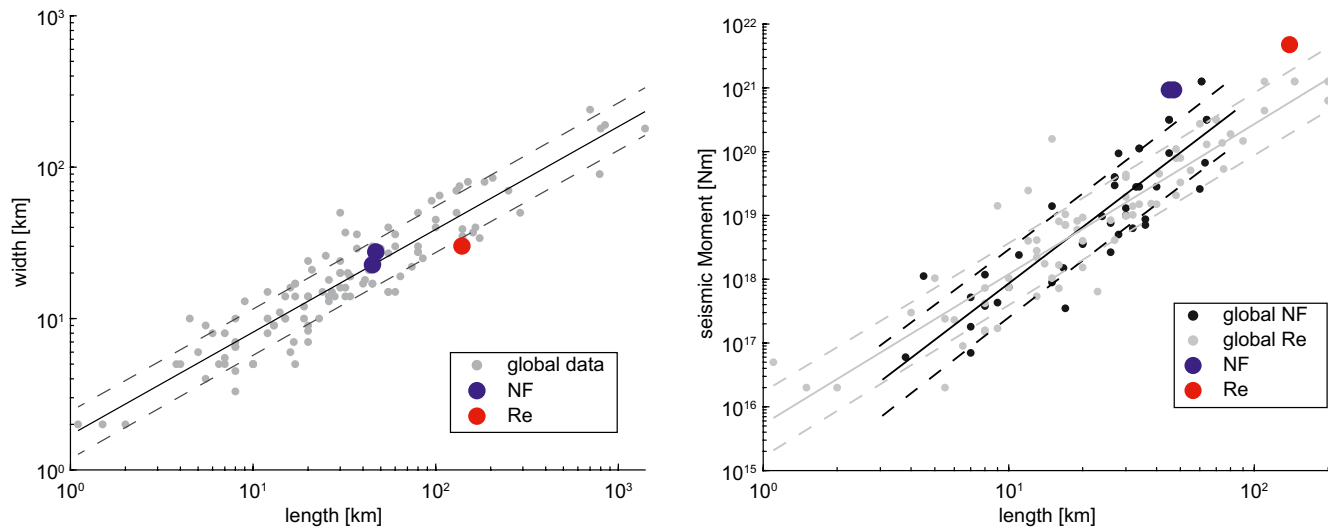 width [km]
10³
10²
10¹
10⁰
10⁰
10¹
10²
10³
length [km]
global data
NF
Re
seismic Moment [Nm]
10²²
10²¹
10²⁰
10¹⁹
10¹⁸
10¹⁷
10¹⁶
10¹⁵
10⁰
10¹
10²
length [km]
global NF
global Re
NF
Re